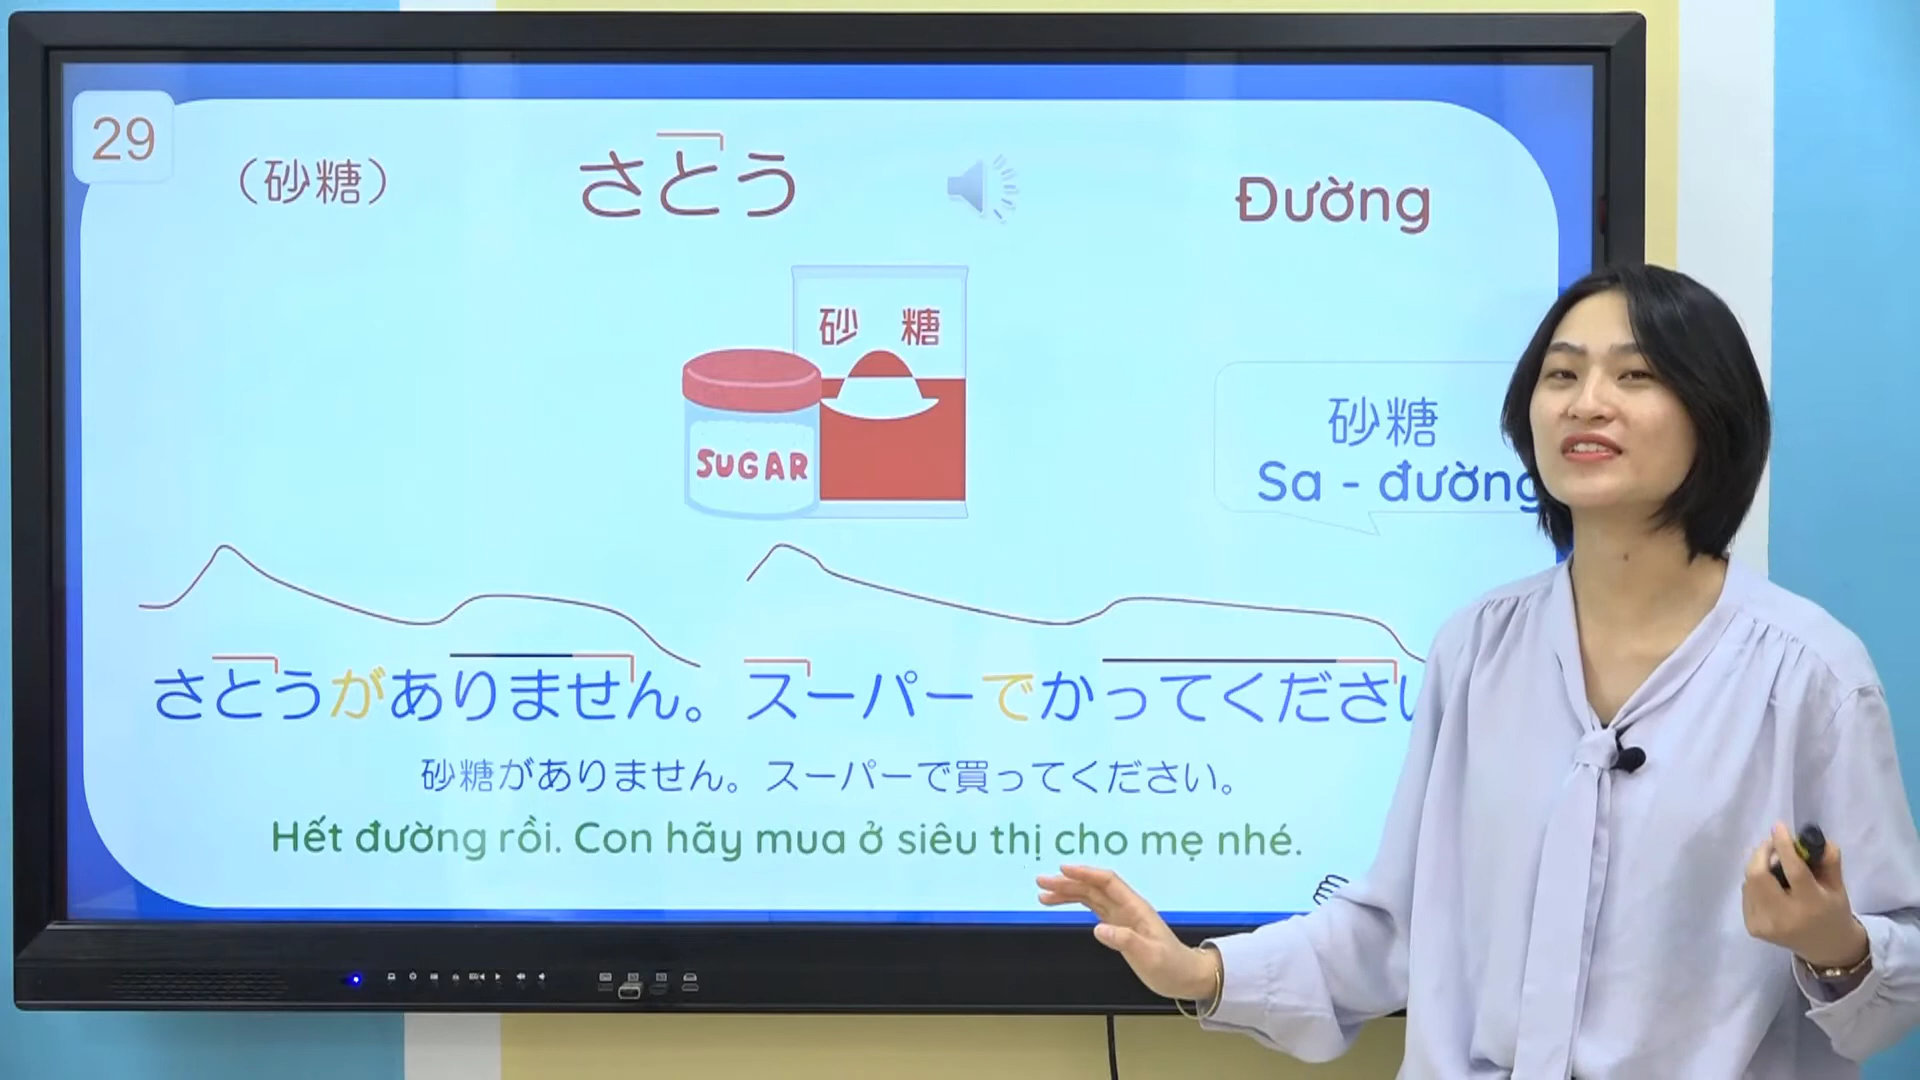 29
（砂糖）
さとう
Đường
砂 糖
SUGAR
砂糖
Sa - đường
さとうがありません。スーパーでかってくださ
砂糖がありません。スーパーで買ってください。
Hết đường rồi. Con hãy mua ở siêu thị cho mẹ nhé.